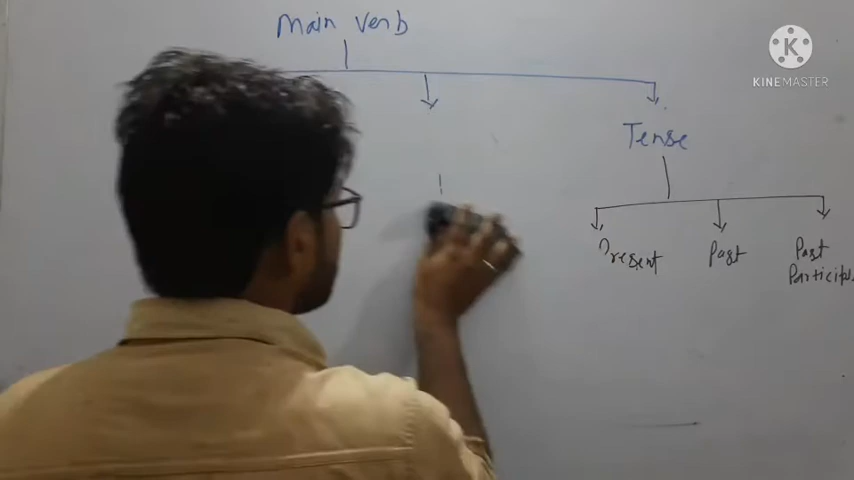 Main Verb
KINEMASTER
Tense
Present
Past
Past
Participle